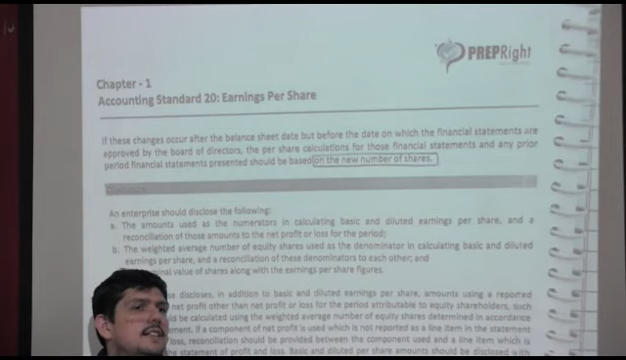 PREPRight
Chapter - 1
Accounting Standard 20: Earnings Per Share
If these changes occur after the balance sheet date but before the date on which the financial statements are
approved by the board of directors, the per share calculations for those financial statements and any prior
period financial statements presented should be based on the new number of shares.
An enterprise should disclose the following:
a. The amounts used as the numerators in calculating basic and diluted earnings per share, and a
reconciliation of those amounts to the net profit or loss for the period;
b. The weighted average number of equity shares used as the denominator in calculating basic and diluted
earnings per share, and a reconciliation of these denominators to each other; and
value of shares along with the earnings per share figures.
discloses, in addition to basic and diluted earnings per share, amounts using a reported
net profit other than net profit or loss for the period attributable to equity shareholders, such
be calculated using the weighted average number of equity shares determined in accordance
If a component of net profit is used which is not reported as a line item in the statement
loss, reconciliation should be provided between the component used and a line item which is
the statement of profit and loss. Basic and diluted per share amounts should be disclosed with